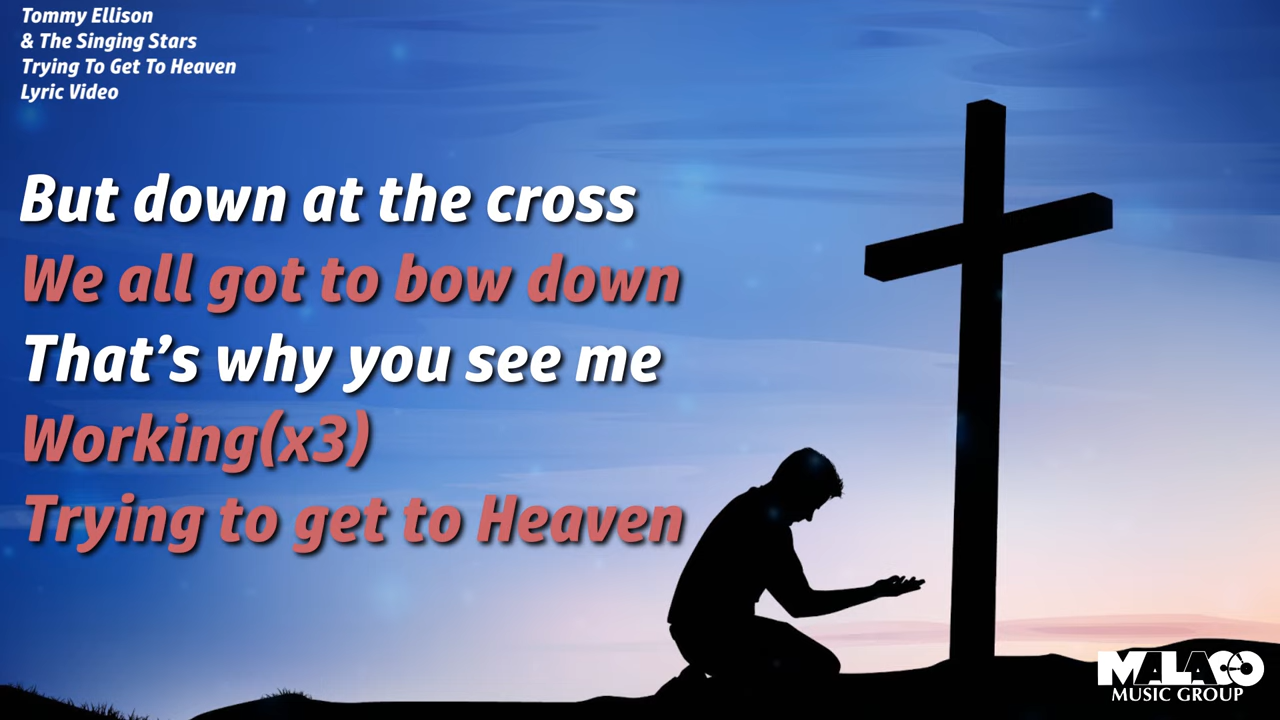 Tommy Ellison
& The Singing Stars
Trying To Get To Heaven
Lyric Video
But down at the cross
We all got to bow down
That’s why you see me
Working(x3)
Trying to get to Heaven
MALACO
MUSIC GROUP